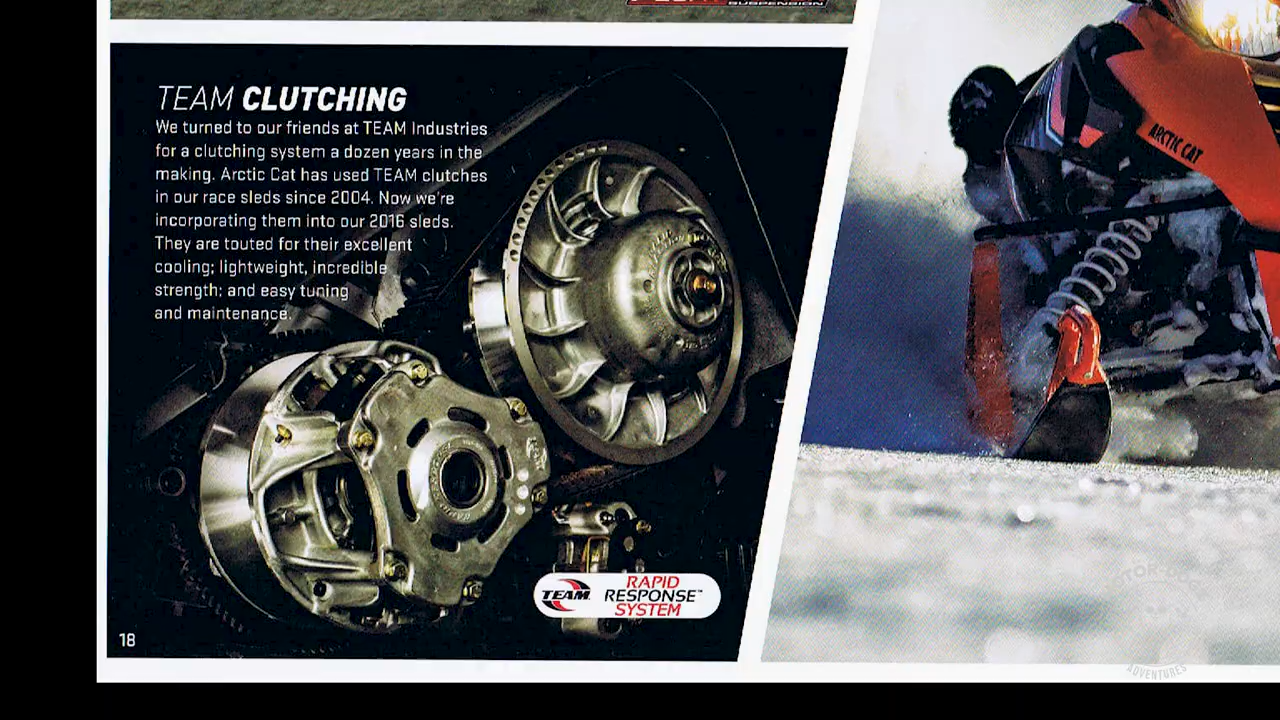 SUSPENSION
TEAM CLUTCHING
We turned to our friends at TEAM Industries
for a clutching system a dozen years in the
making. Arctic Cat has used TEAM clutches
in our race sleds since 2004. Now we're
incorporating them into our 2016 sleds.
They are touted for their excellent
cooling; lightweight, incredible
strength; and easy tuning
and maintenance.
ARCTIC CAT
TEAM
RAPID
RESPONSE™
SYSTEM
18
ADVENTURES